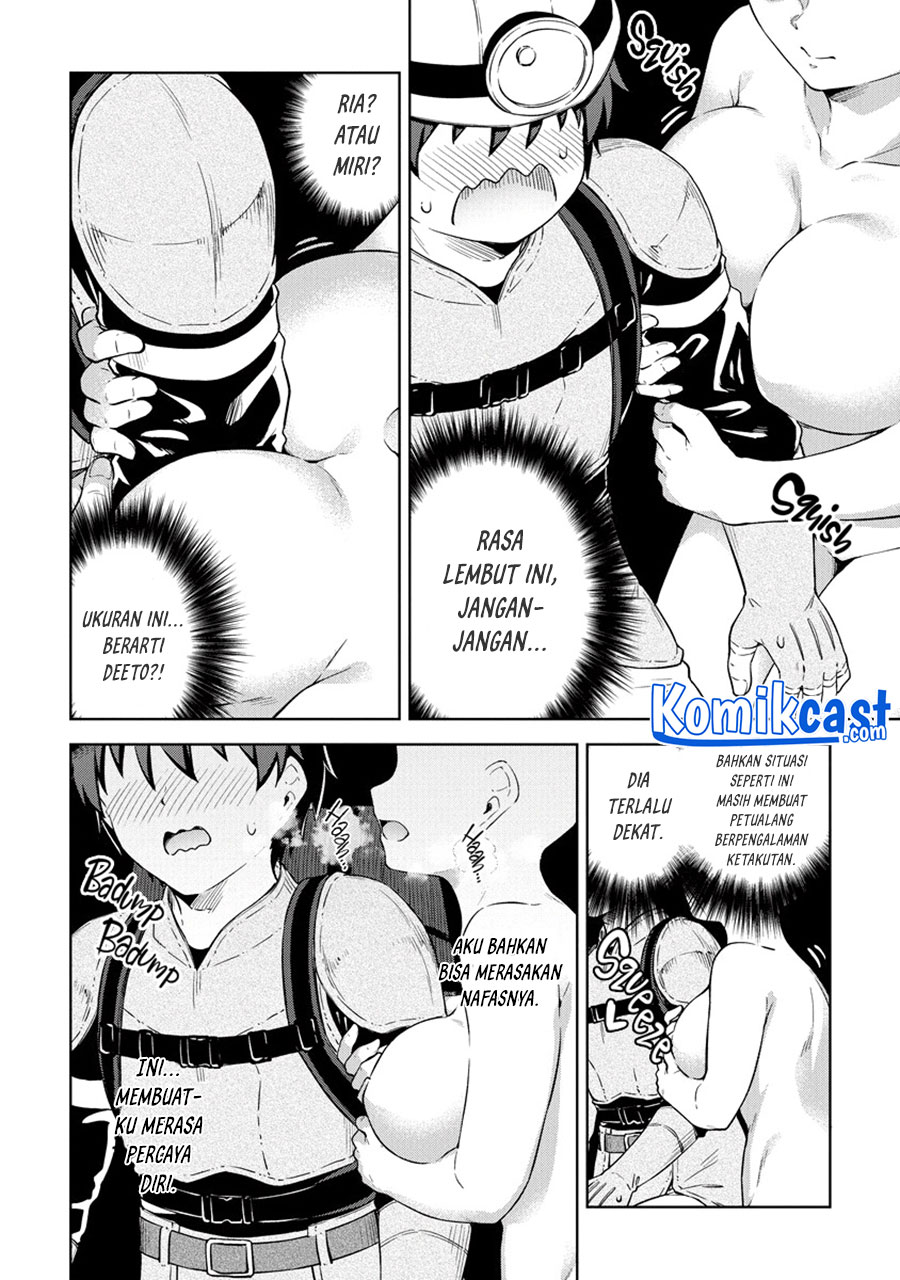 Squish
RASA
LEMBUT INI,
JANGAN-
JANGAN...
Squish
RIA?
ATAU
MIRI?
UKURAN INI...
BERARTI
DEETO?!
Komikcast
.com
BAHKAN SITUASI
SEPERTI INI
MASIH MEMBUAT
PETUALANG
BERPENGALAMAN
KETAKUTAN.
DIA
TERLALU
DEKAT.
Squeeze
Haan...
Haan...
Badump
Badump
AKU BAHKAN
BISA MERASAKAN
NAFASNYA.
INI...
MEMBUAT-
KU MERASA
PERCAYA
DIRI.